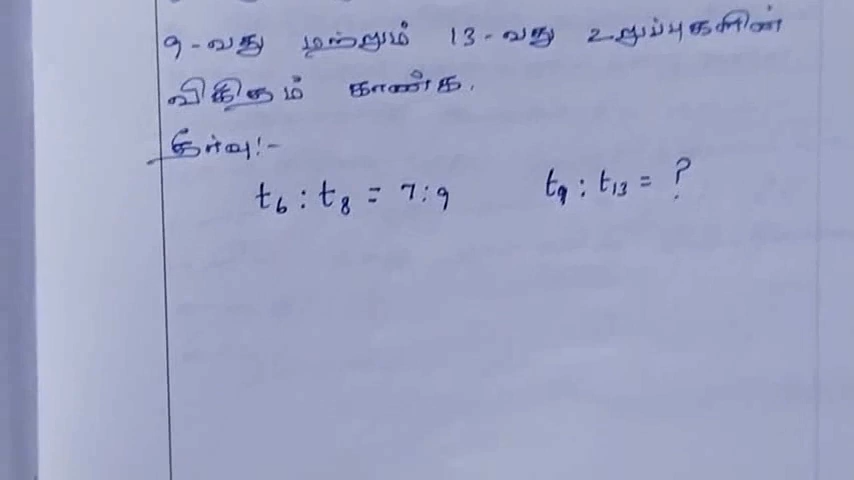 9-வது மற்றும் 13-வது உறுப்புகளின்
விகிதம் காண்க.
தீர்வு:-
t₆ : t₈ = 7:9 t₉ : t₁₃ = ?